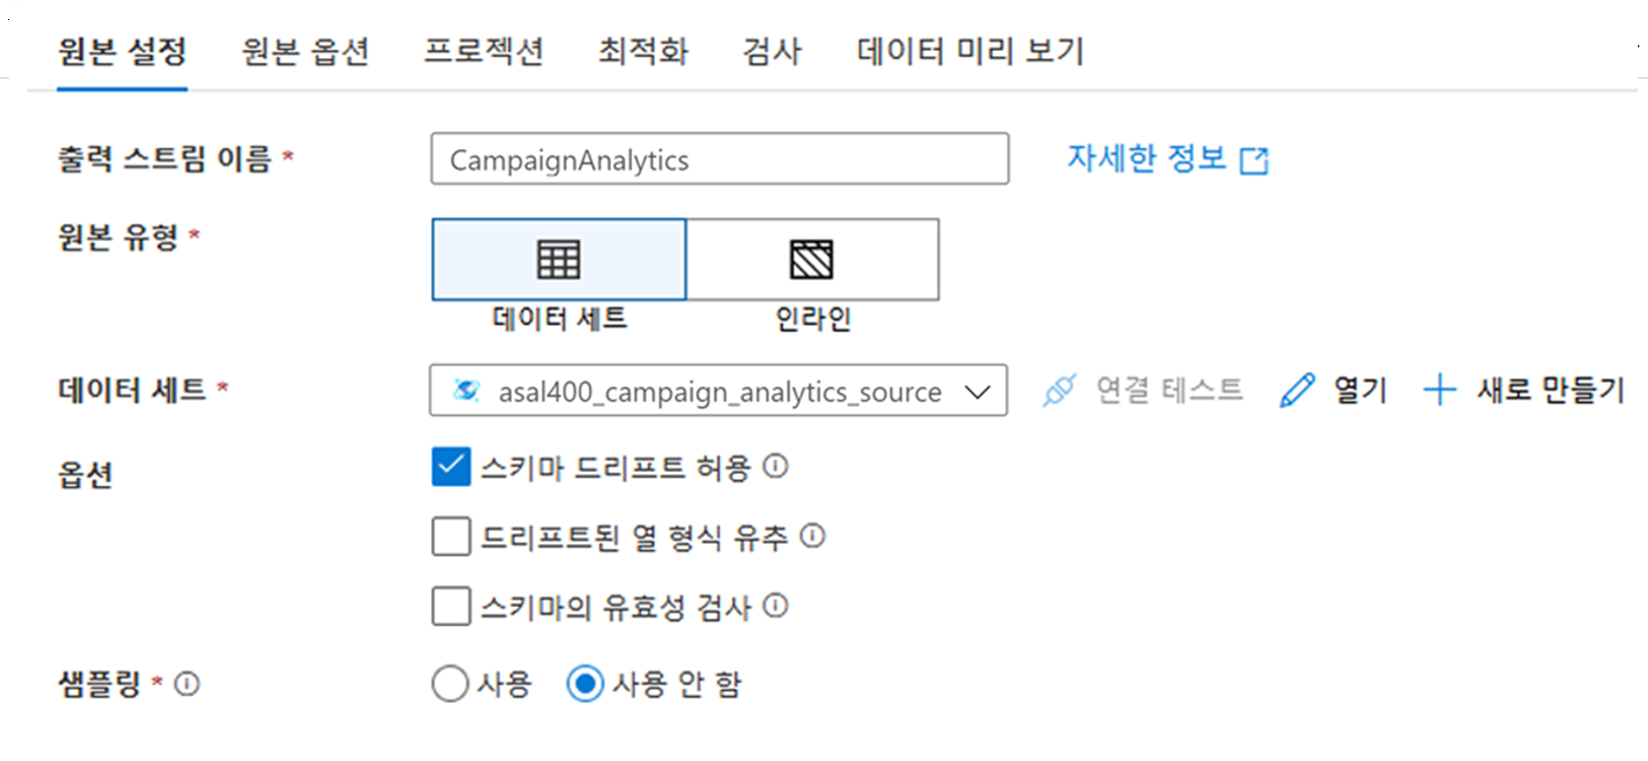 원본 설정 원본 옵션 프로젝션 최적화 검사 데이터 미리 보기
출력 스트림 이름 * CampaignAnalytics 자세한 정보
원본 유형 *
데이터 세트 인라인
데이터 세트 * asal400_campaign_analytics_source 연결 테스트 열기 새로 만들기
옵션 스키마 드리프트 허용
드리프트된 열 형식 유추
스키마의 유효성 검사
샘플링 * 사용 사용 안 함